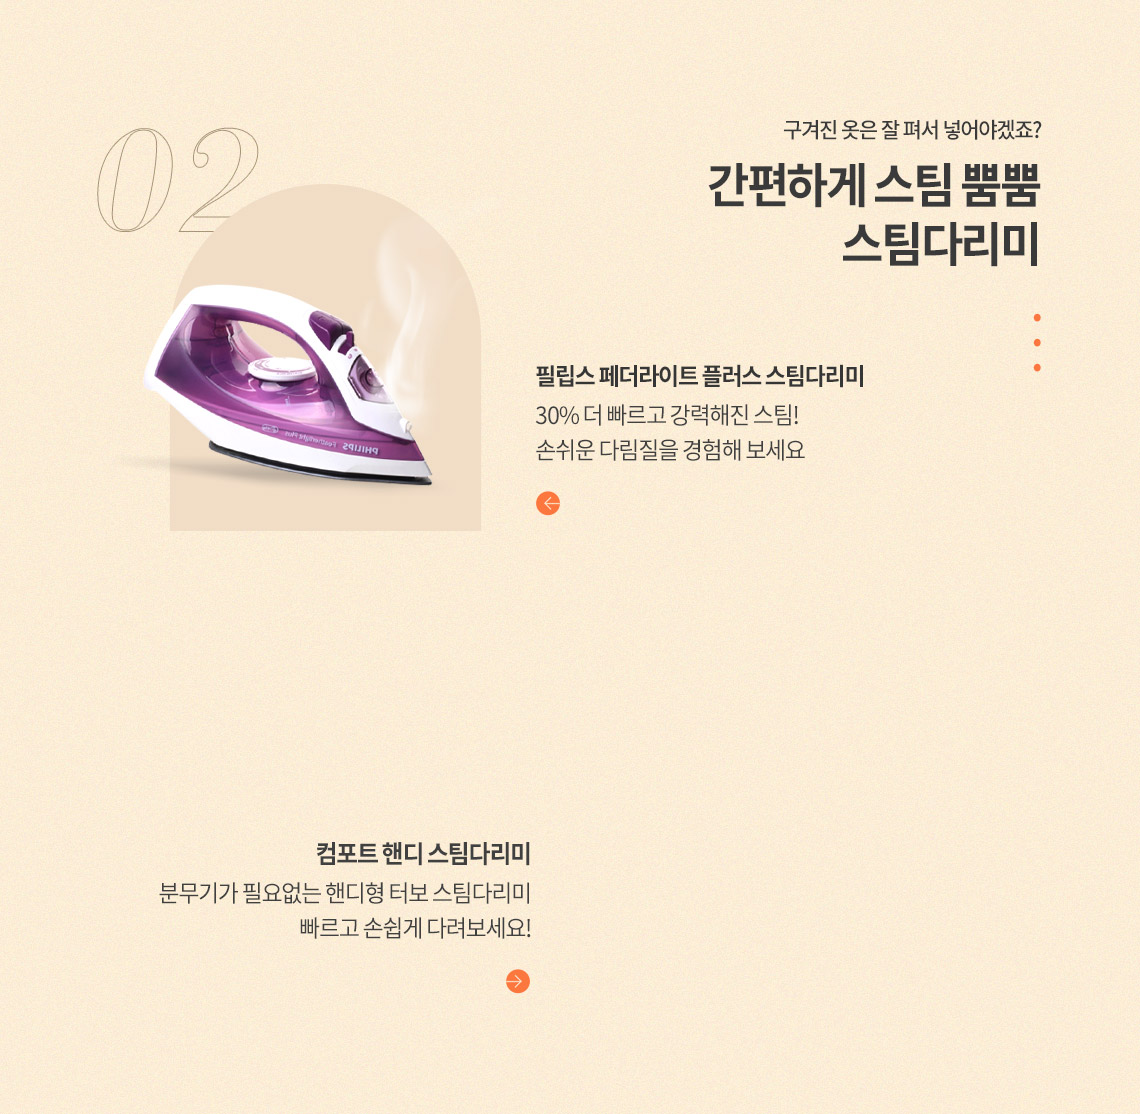 02
구겨진 옷은 잘 펴서 넣어야겠죠?
간편하게 스팀 뿜뿜
스팀다리미
필립스 페더라이트 플러스 스팀다리미
30% 더 빠르고 강력해진 스팀!
손쉬운 다림질을 경험해 보세요
PHILIPS Featherlight Plus
컴포트 핸디 스팀다리미
분무기가 필요없는 핸디형 터보 스팀다리미
빠르고 손쉽게 다려보세요!